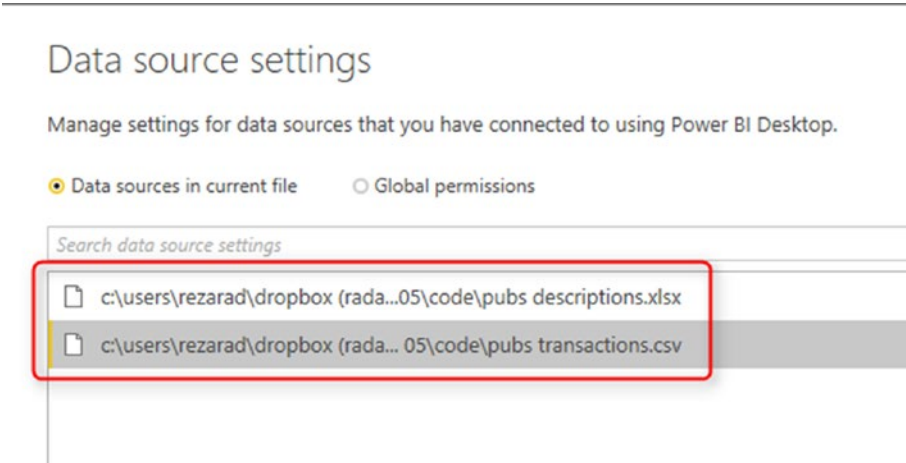 Data source settings
Manage settings for data sources that you have connected to using Power BI Desktop.
Data sources in current file Global permissions
Search data source settings
c:\users\rezarad\dropbox (rada...05\code\pubs descriptions.xlsx
c:\users\rezarad\dropbox (rada... 05\code\pubs transactions.csv